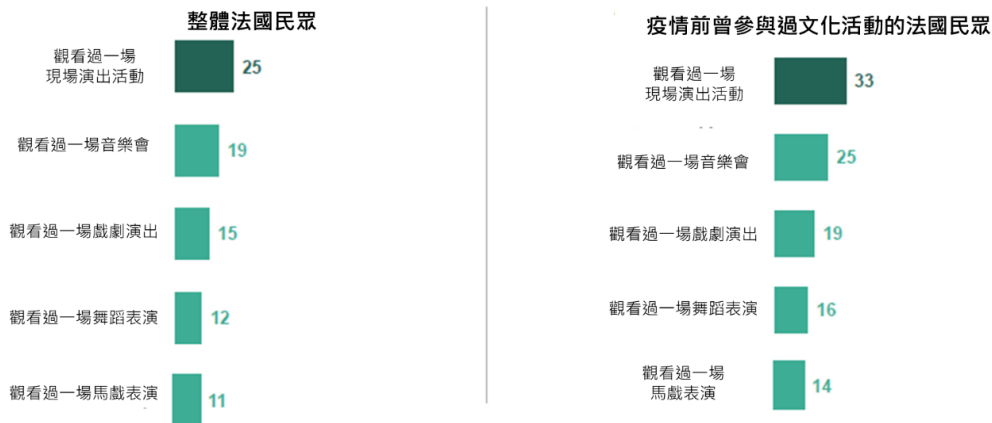 整體法國民眾
觀看過一場
現場演出活動
25
觀看過一場音樂會
19
觀看過一場戲劇演出
15
觀看過一場舞蹈表演
12
觀看過一場馬戲表演
11
疫情前曾參與過文化活動的法國民眾
觀看過一場
現場演出活動
33
觀看過一場音樂會
25
觀看過一場戲劇演出
19
觀看過一場舞蹈表演
16
觀看過一場
馬戲表演
14